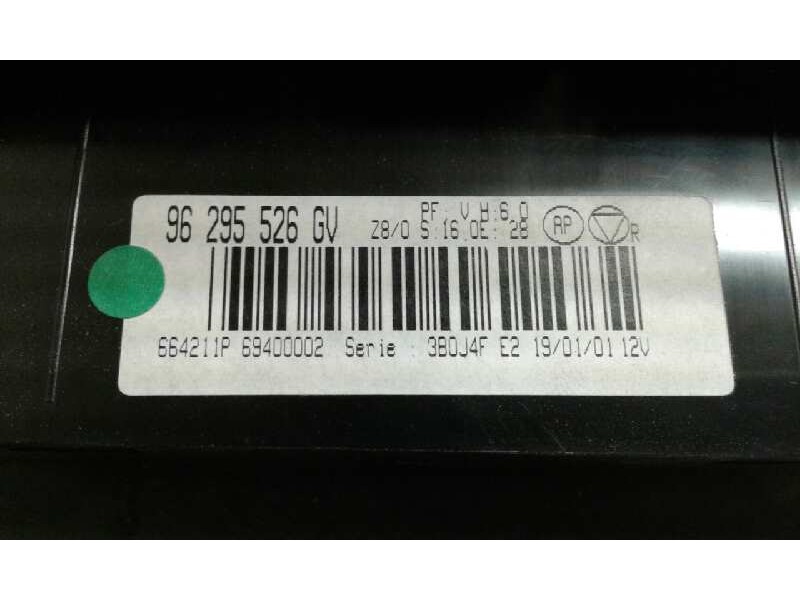 PF: V.H:6.0
96 295 526 GV Z8/0 S:16.0E: 28 AP R
664211P 69400002 Serie : 3B0J4F E2 19/01/01 12V